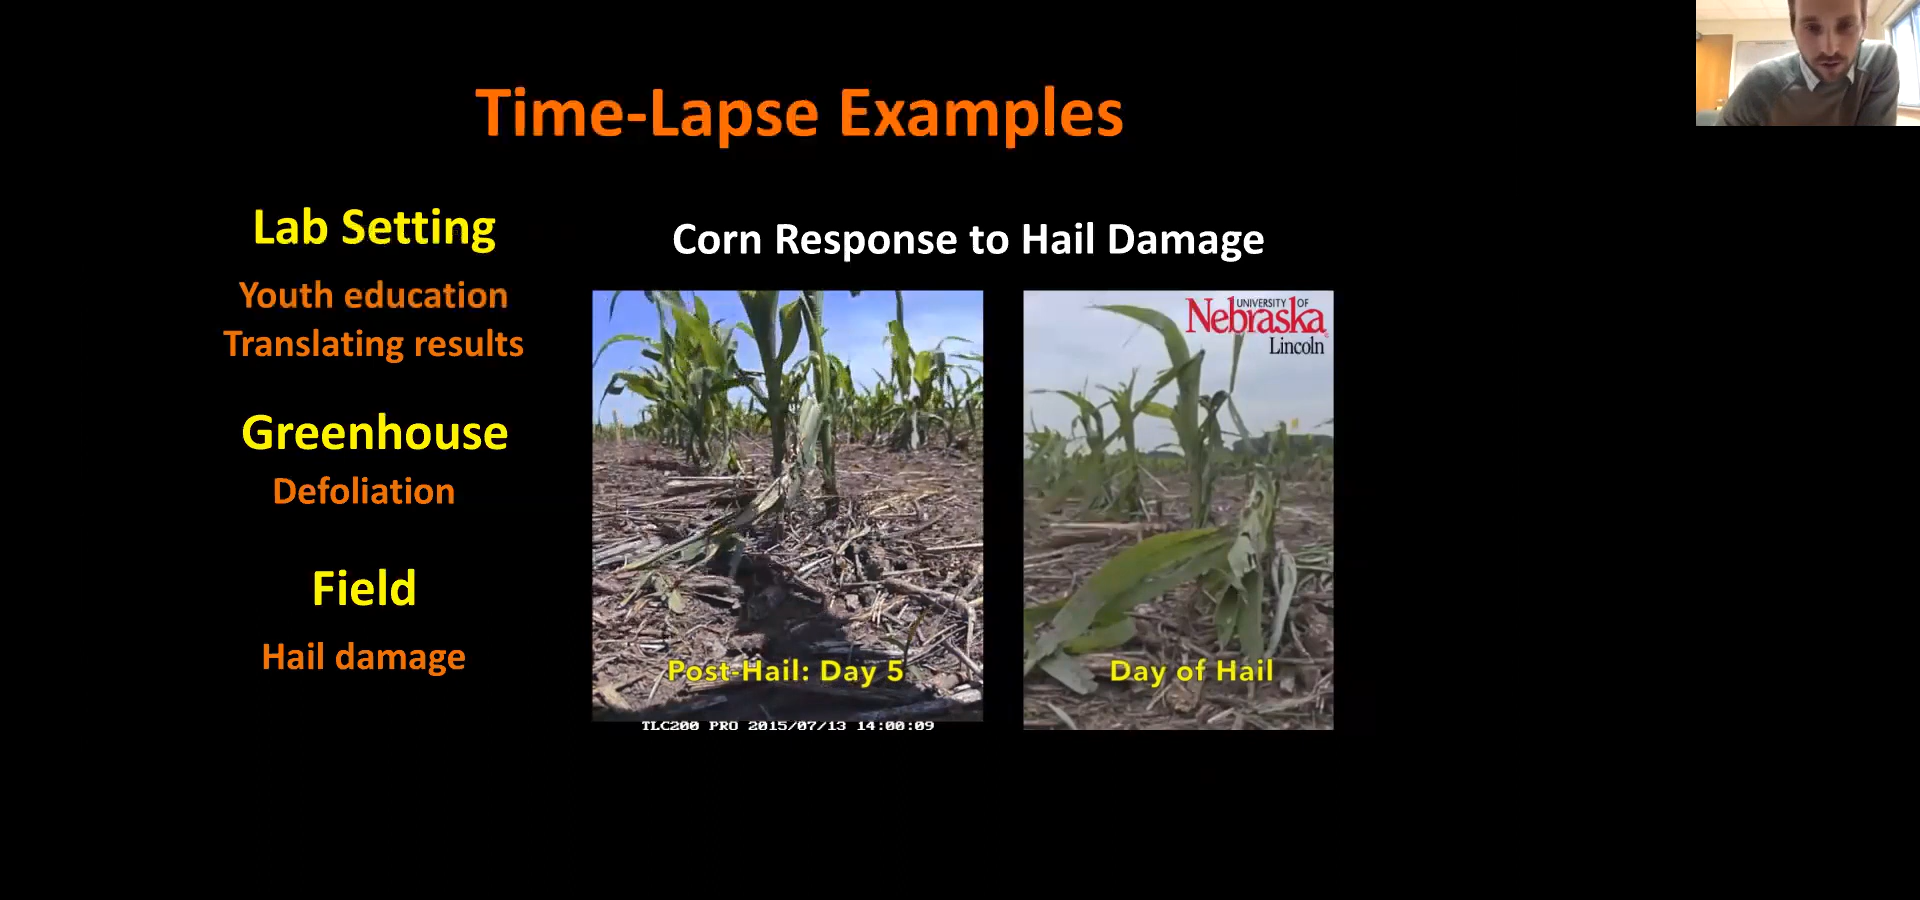 Time-Lapse Examples
Lab Setting
Youth education
Translating results
Greenhouse
Defoliation
Field
Hail damage
Corn Response to Hail Damage
Post-Hail: Day 5
TLC200 PRO 2015/07/13 14:00:09
UNIVERSITY OF
Nebraska
Lincoln
Day of Hail